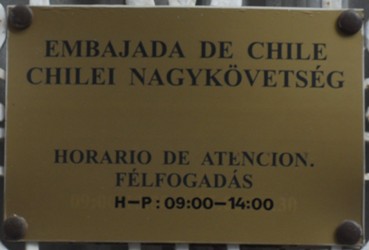 EMBAJADA DE CHILE
CHILEI NAGYKÖVETSÉG
HORARIO DE ATENCION.
FÉLFOGADÁS
H-P: 09:00-14:00